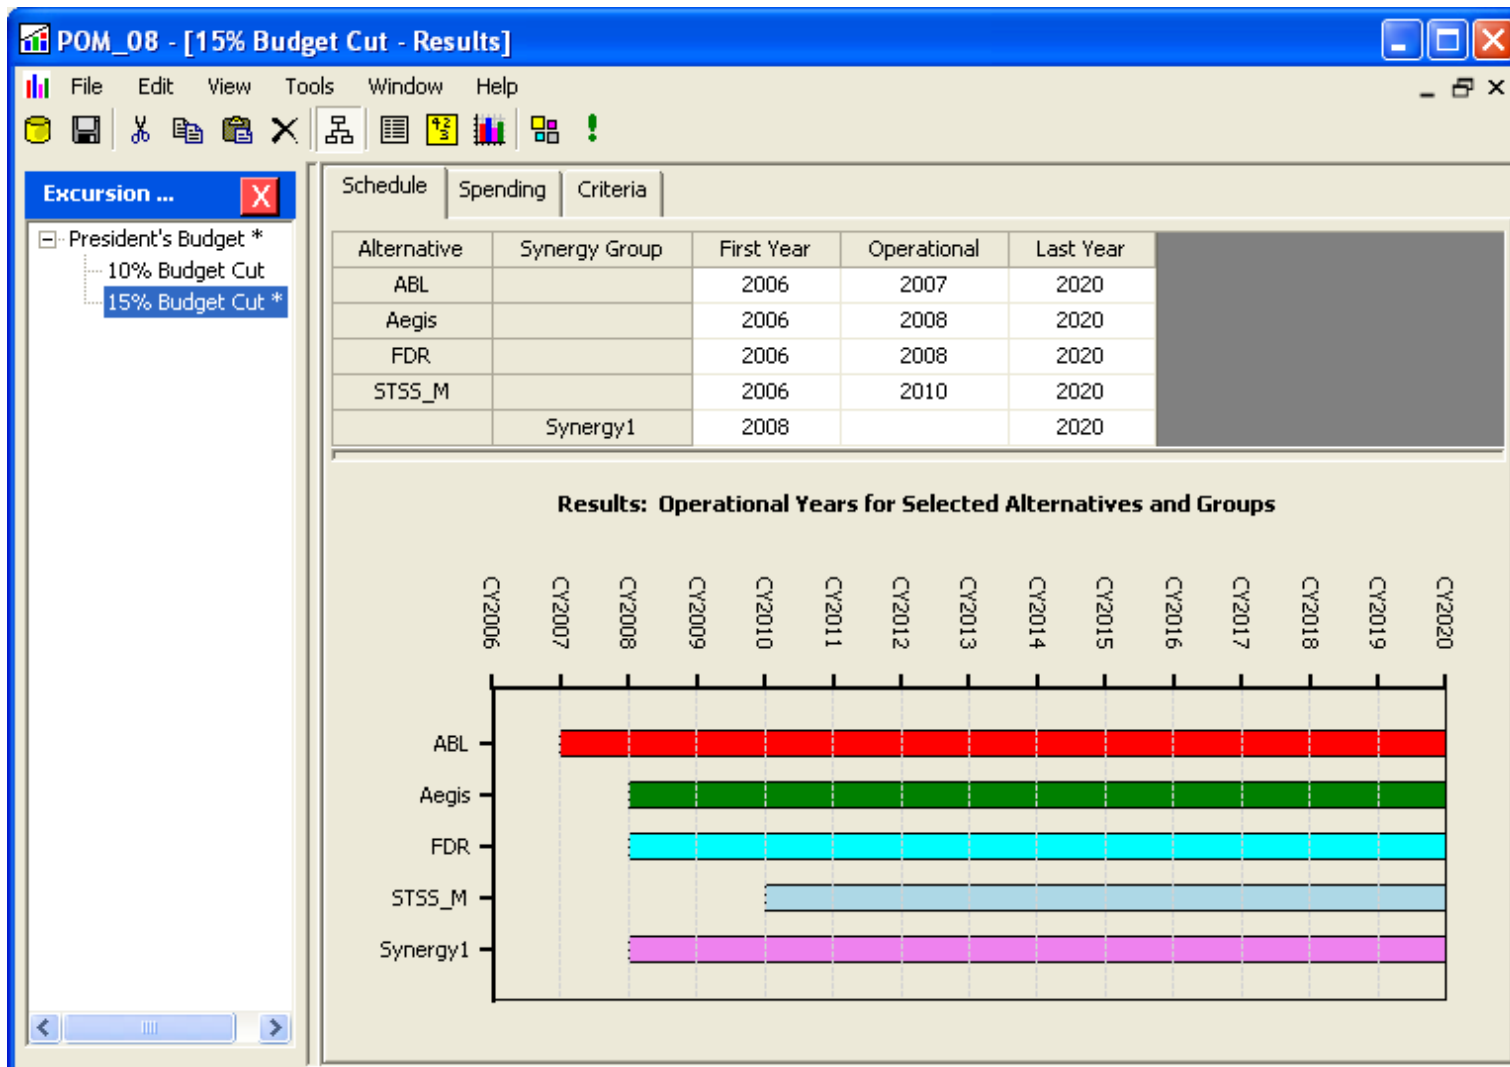 POM_08 - [15% Budget Cut - Results]
File Edit View Tools Window Help
Excursion ...
President's Budget *
10% Budget Cut
15% Budget Cut *
Schedule Spending Criteria
Alternative Synergy Group First Year Operational Last Year
ABL 2006 2007 2020
Aegis 2006 2008 2020
FDR 2006 2008 2020
STSS_M 2006 2010 2020
Synergy1 2008 2020
Results: Operational Years for Selected Alternatives and Groups
CY2006 CY2007 CY2008 CY2009 CY2010 CY2011 CY2012 CY2013 CY2014 CY2015 CY2016 CY2017 CY2018 CY2019 CY2020
ABL
Aegis
FDR
STSS_M
Synergy1